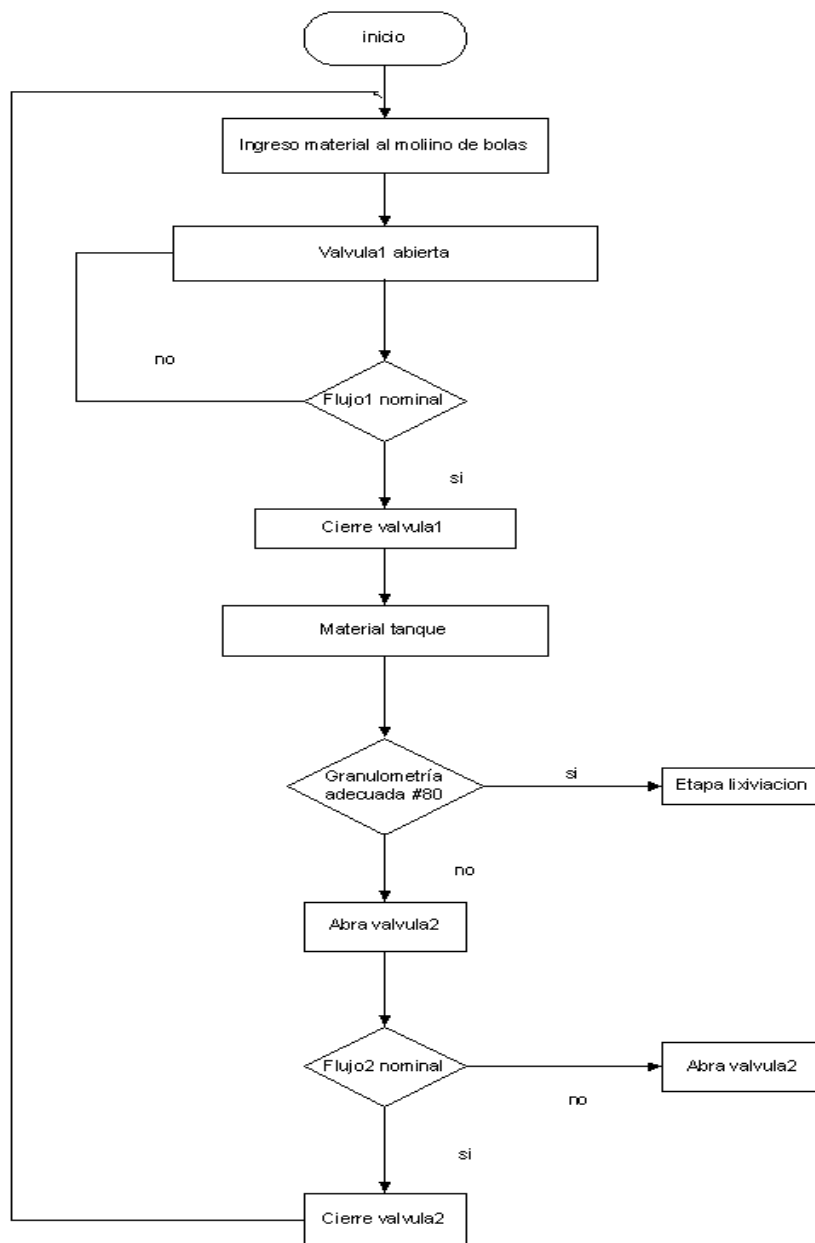 inicio
Ingreso material al moliino de bolas
Valvula1 abierta
no
Flujo1 nominal
si
Cierre valvula1
Material tanque
Granulometría
adecuada #80
si
Etapa lixiviacion
no
Abra valvula2
Flujo2 nominal
Abra valvula2
no
si
Cierre valvula2